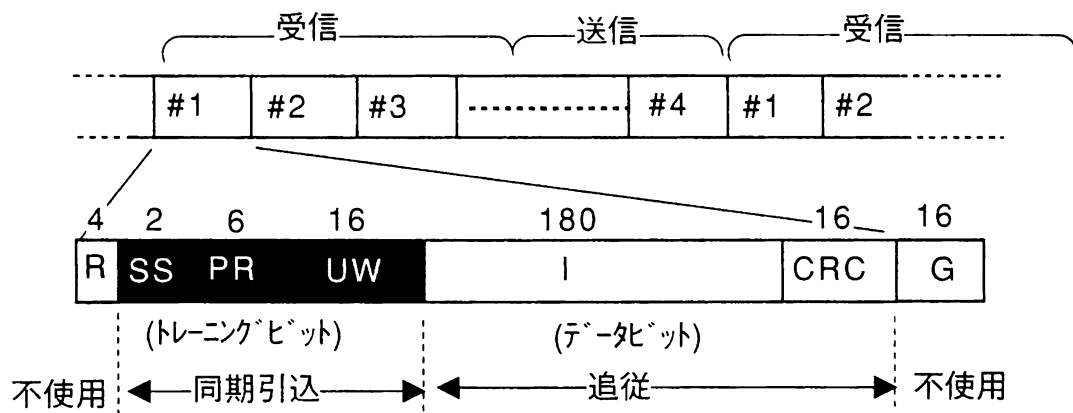 受信 送信 受信
#1 #2 #3 #4 #1 #2
4 2 6 16 180 16 16
R SS PR UW I CRC G
(トレーニングビット) (データビット)
不使用 同期引込 追従 不使用